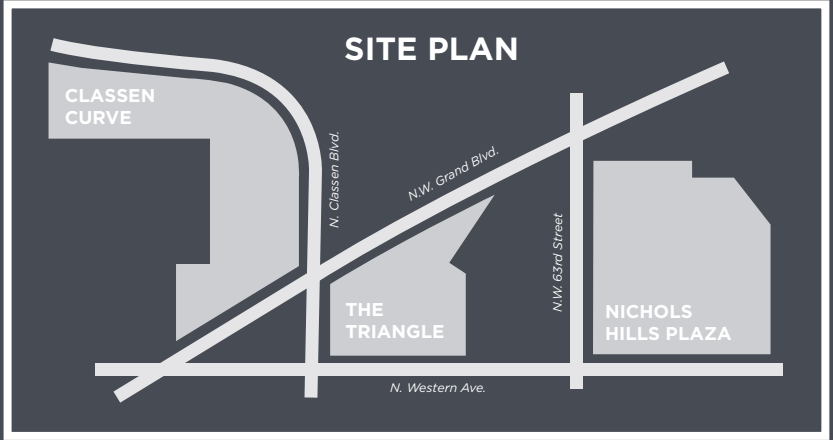 SITE PLAN
CLASSEN
CURVE
N. Classen Blvd.
N.W. Grand Blvd.
N.W. 63rd Street
THE
TRIANGLE
NICHOLS
HILLS PLAZA
N. Western Ave.